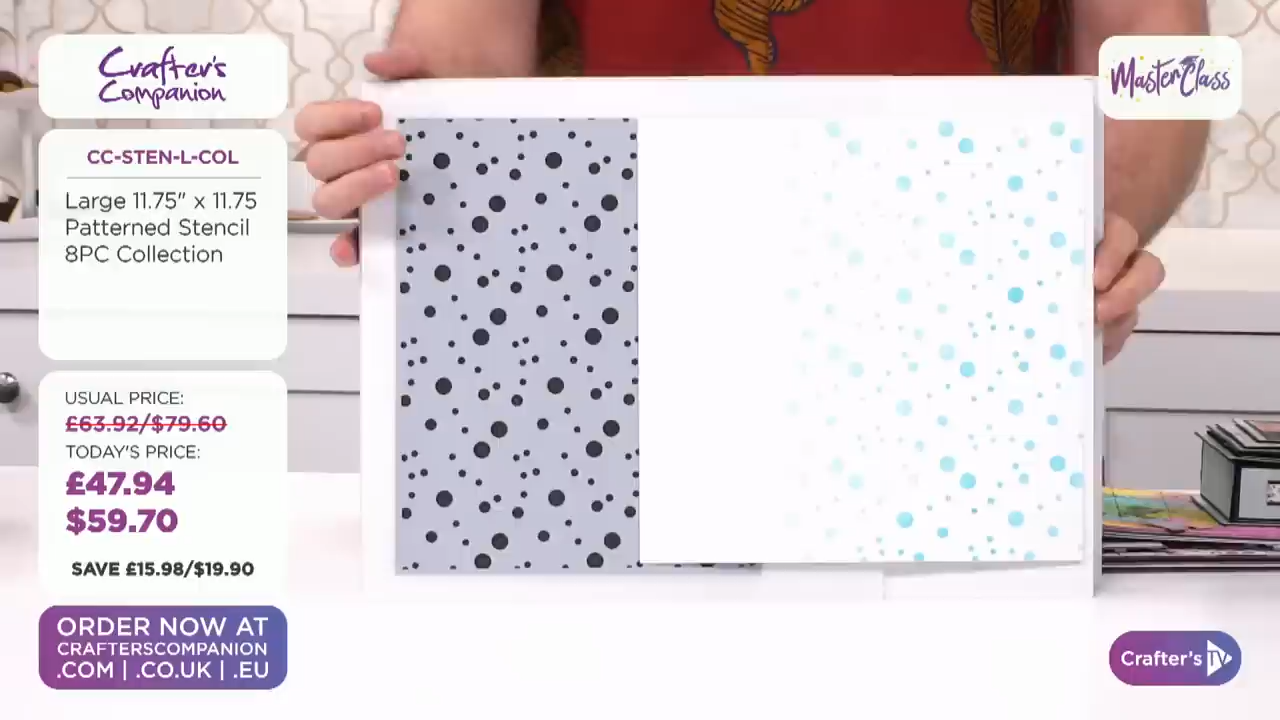 Crafter's
Companion
MasterClass
CC-STEN-L-COL
Large 11.75" x 11.75
Patterned Stencil
8PC Collection
USUAL PRICE:
£63.92/$79.60
TODAY'S PRICE:
£47.94
$59.70
SAVE £15.98/$19.90
ORDER NOW AT
CRAFTERSCOMPANION
.COM | .CO.UK | .EU
Crafter's TV